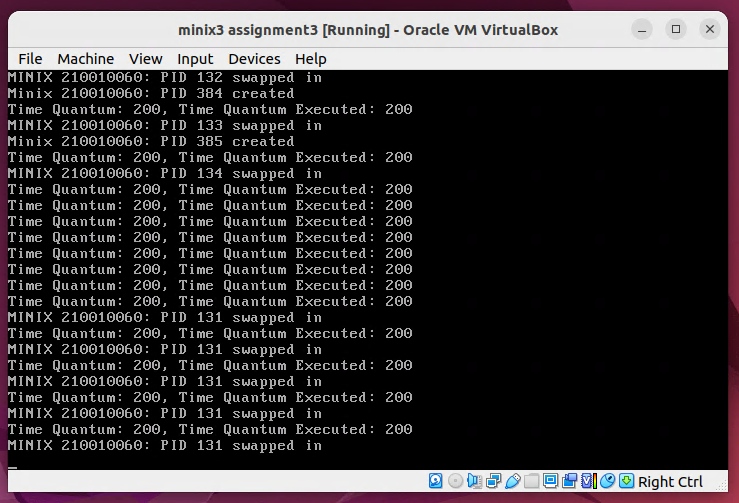 minix3 assignment3 [Running] - Oracle VM VirtualBox
File Machine View Input Devices Help
MINIX 210010060: PID 132 swapped in
Minix 210010060: PID 384 created
Time Quantum: 200, Time Quantum Executed: 200
MINIX 210010060: PID 133 swapped in
Minix 210010060: PID 385 created
Time Quantum: 200, Time Quantum Executed: 200
MINIX 210010060: PID 134 swapped in
Time Quantum: 200, Time Quantum Executed: 200
Time Quantum: 200, Time Quantum Executed: 200
Time Quantum: 200, Time Quantum Executed: 200
Time Quantum: 200, Time Quantum Executed: 200
Time Quantum: 200, Time Quantum Executed: 200
Time Quantum: 200, Time Quantum Executed: 200
Time Quantum: 200, Time Quantum Executed: 200
Time Quantum: 200, Time Quantum Executed: 200
MINIX 210010060: PID 131 swapped in
Time Quantum: 200, Time Quantum Executed: 200
MINIX 210010060: PID 131 swapped in
Time Quantum: 200, Time Quantum Executed: 200
MINIX 210010060: PID 131 swapped in
Time Quantum: 200, Time Quantum Executed: 200
MINIX 210010060: PID 131 swapped in
Time Quantum: 200, Time Quantum Executed: 200
MINIX 210010060: PID 131 swapped in
Right Ctrl